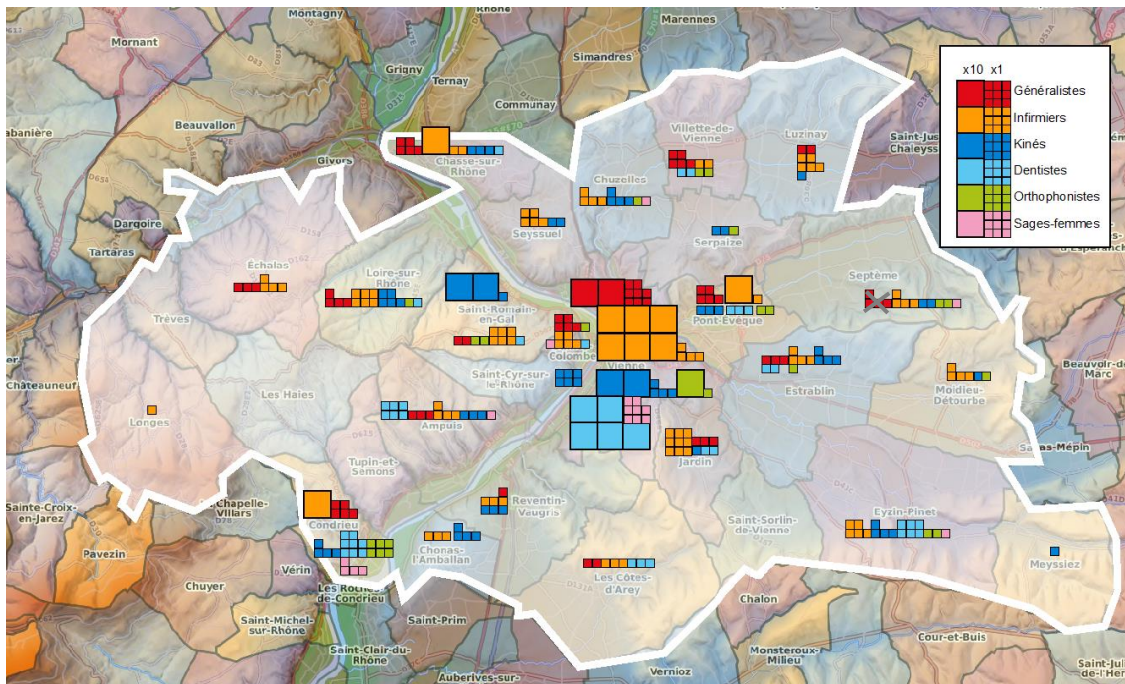 Montagny
Mornant
Simandres
Marennes
Grigny
Ternay
Communay
Beauvallon
Givors
Chasse-sur-
Rhône
Villette-de-
Vienne
Luzinay
Chuzelles
Seyssuel
Serpaize
Dargoire
Tartaras
Échalas
D162
Loire-sur-
Rhône
Saint-Romain-
en-Gal
Pont-Évêque
Septème
Trèves
Colombe
Vienne
Saint-Cyr-sur-
le-Rhône
Estrablin
Moidieu-
Détourbe
Beauvoir-de-
Marc
Châteauneuf
Les Haies
Longes
Ampuis
Jardin
Tupin-et-
Semons
Sainte-Croix-
en-Jarez
Chapelle-
Villars
Condrieu
Reventin-
Vaugris
Eyzin-Pinet
Saint-Sorlin-
de-Vienne
Pavezin
Vérin
Chonas-
l'Amballan
Les Côtes-
d'Arey
Meyssiez
Chuyer
Les Roches-
de-Condrieu
Saint-Prim
Chalon
Saint-Michel-
sur-Rhône
Saint-Clair-du-
Rhône
Vernioz
Monsteroux-
Milieu
Cour-et-Buis
Auberives-sur-
x10 x1
Généralistes
Infirmiers
Kinés
Dentistes
Orthophonistes
Sages-femmes